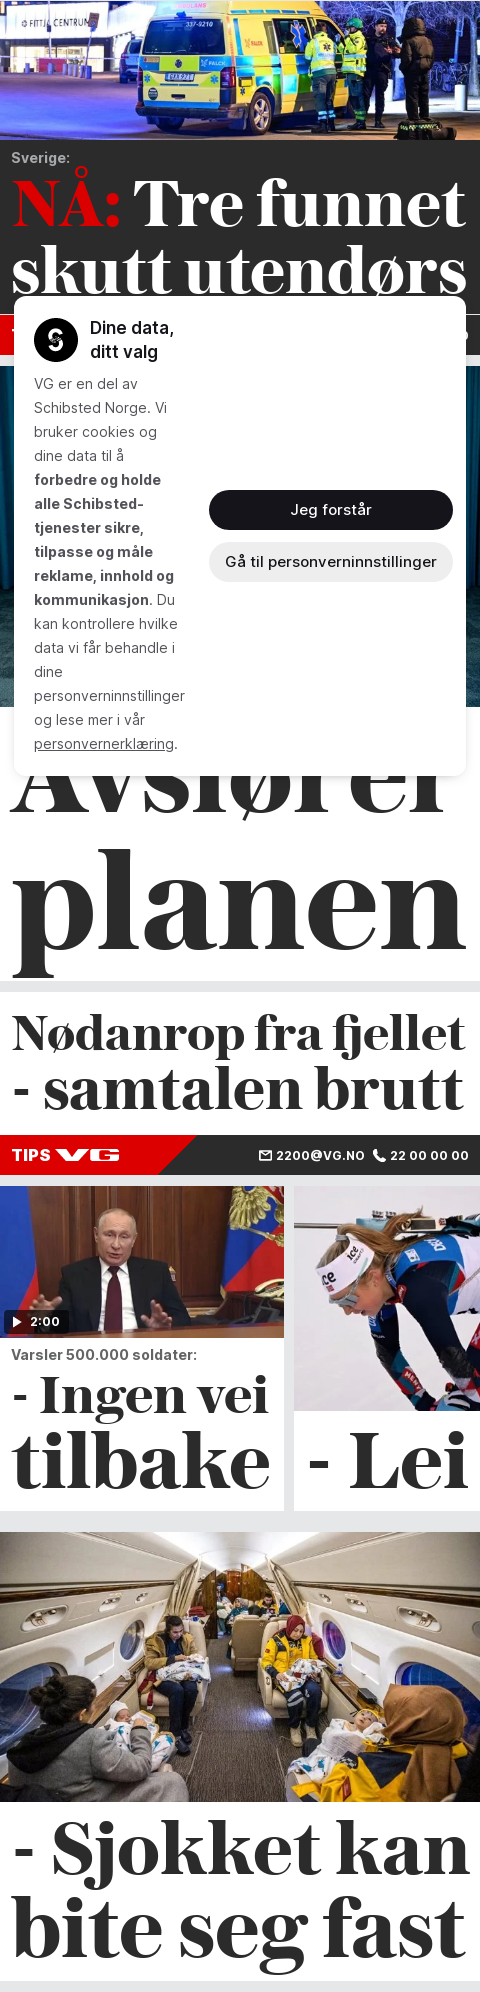 FITTJA CENTRUM
337-9210
FALCK
Sverige:
NÅ: Tre funnet
skutt utendørs
Dine data,
ditt valg
VG er en del av
Schibsted Norge. Vi
bruker cookies og
dine data til å
forbedre og holde
alle Schibsted-
tjenester sikre,
tilpasse og måle
reklame, innhold og
kommunikasjon. Du
kan kontrollere hvilke
data vi får behandle i
dine
personverninnstillinger
og lese mer i vår
personvernerklæring.
Jeg forstår
Gå til personverninnstillinger
Avslører
planen
Nødanrop fra fjellet
- samtalen brutt
TIPS VG 2200@VG.NO 22 00 00 00
2:00
Varsler 500.000 soldater:
- Ingen vei
tilbake
ice
ice
- Lei
- Sjokket kan
bite seg fast